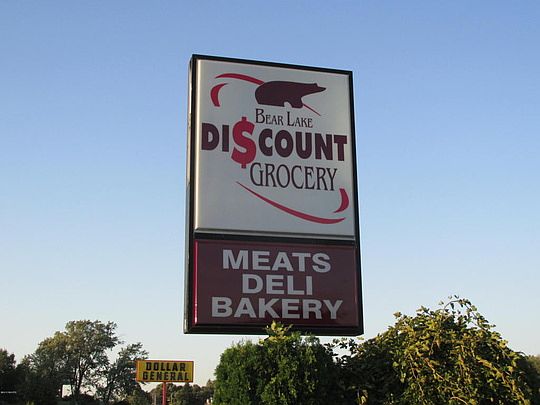 Bear Lake
DI$COUNT
GROCERY
MEATS
DELI
BAKERY
DOLLAR
GENERAL